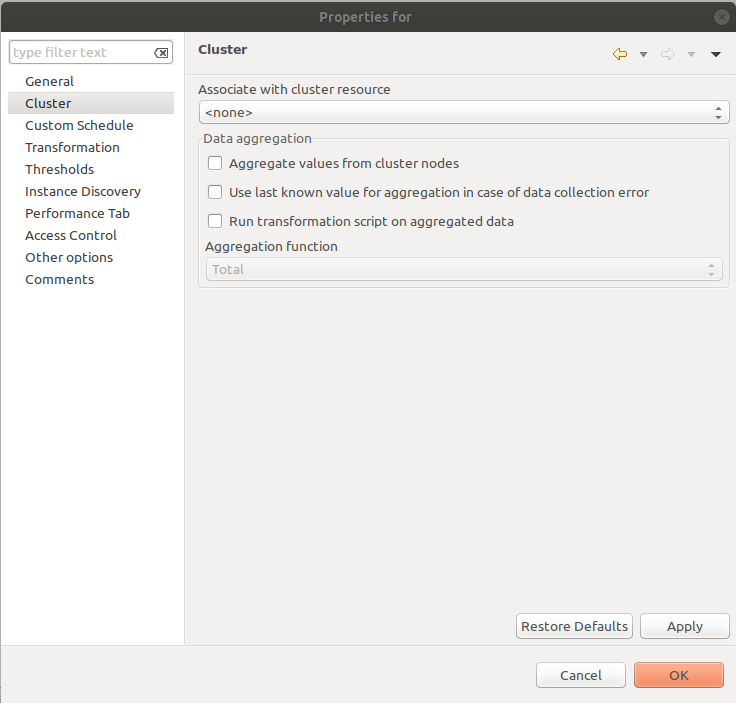 Properties for
type filter text
General
Cluster
Custom Schedule
Transformation
Thresholds
Instance Discovery
Performance Tab
Access Control
Other options
Comments
Cluster
Associate with cluster resource
<none>
Data aggregation
Aggregate values from cluster nodes
Use last known value for aggregation in case of data collection error
Run transformation script on aggregated data
Aggregation function
Total
Restore Defaults
Apply
Cancel
OK